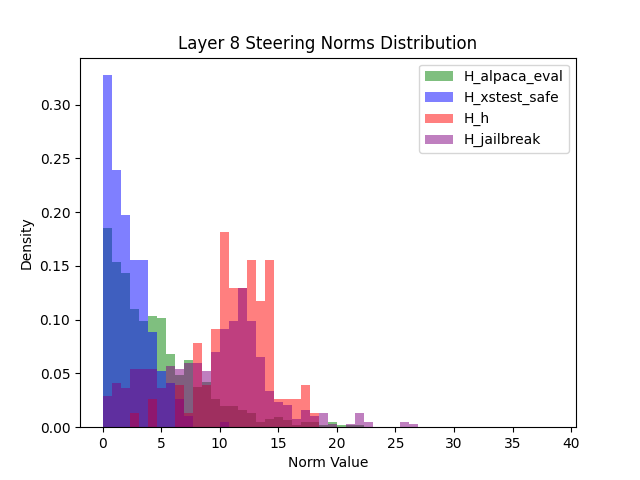 Layer 8 Steering Norms Distribution
H_alpaca_eval
H_xstest_safe
H_h
H_jailbreak
Density
0.30
0.25
0.20
0.15
0.10
0.05
0.00
0 5 10 15 20 25 30 35 40
Norm Value